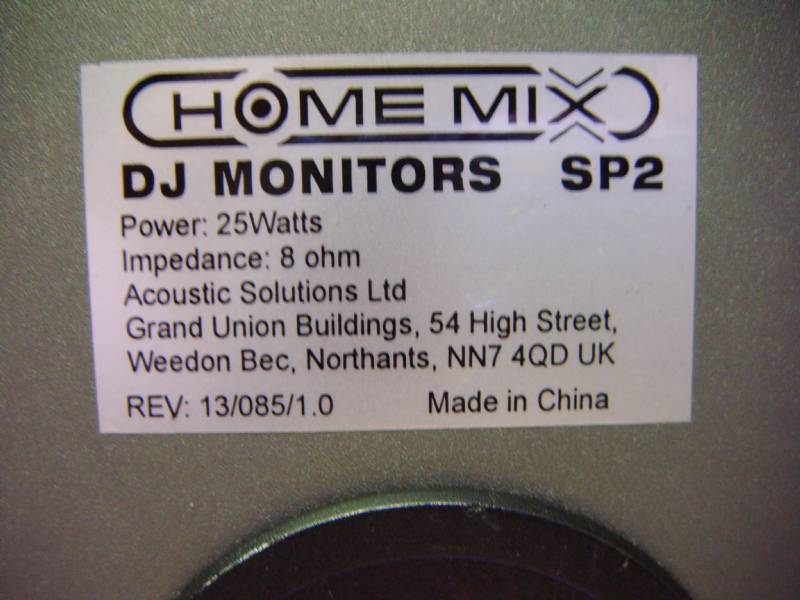 HOME MIX
DJ MONITORS SP2
Power: 25Watts
Impedance: 8 ohm
Acoustic Solutions Ltd
Grand Union Buildings, 54 High Street,
Weedon Bec, Northants, NN7 4QD UK
REV: 13/085/1.0 Made in China